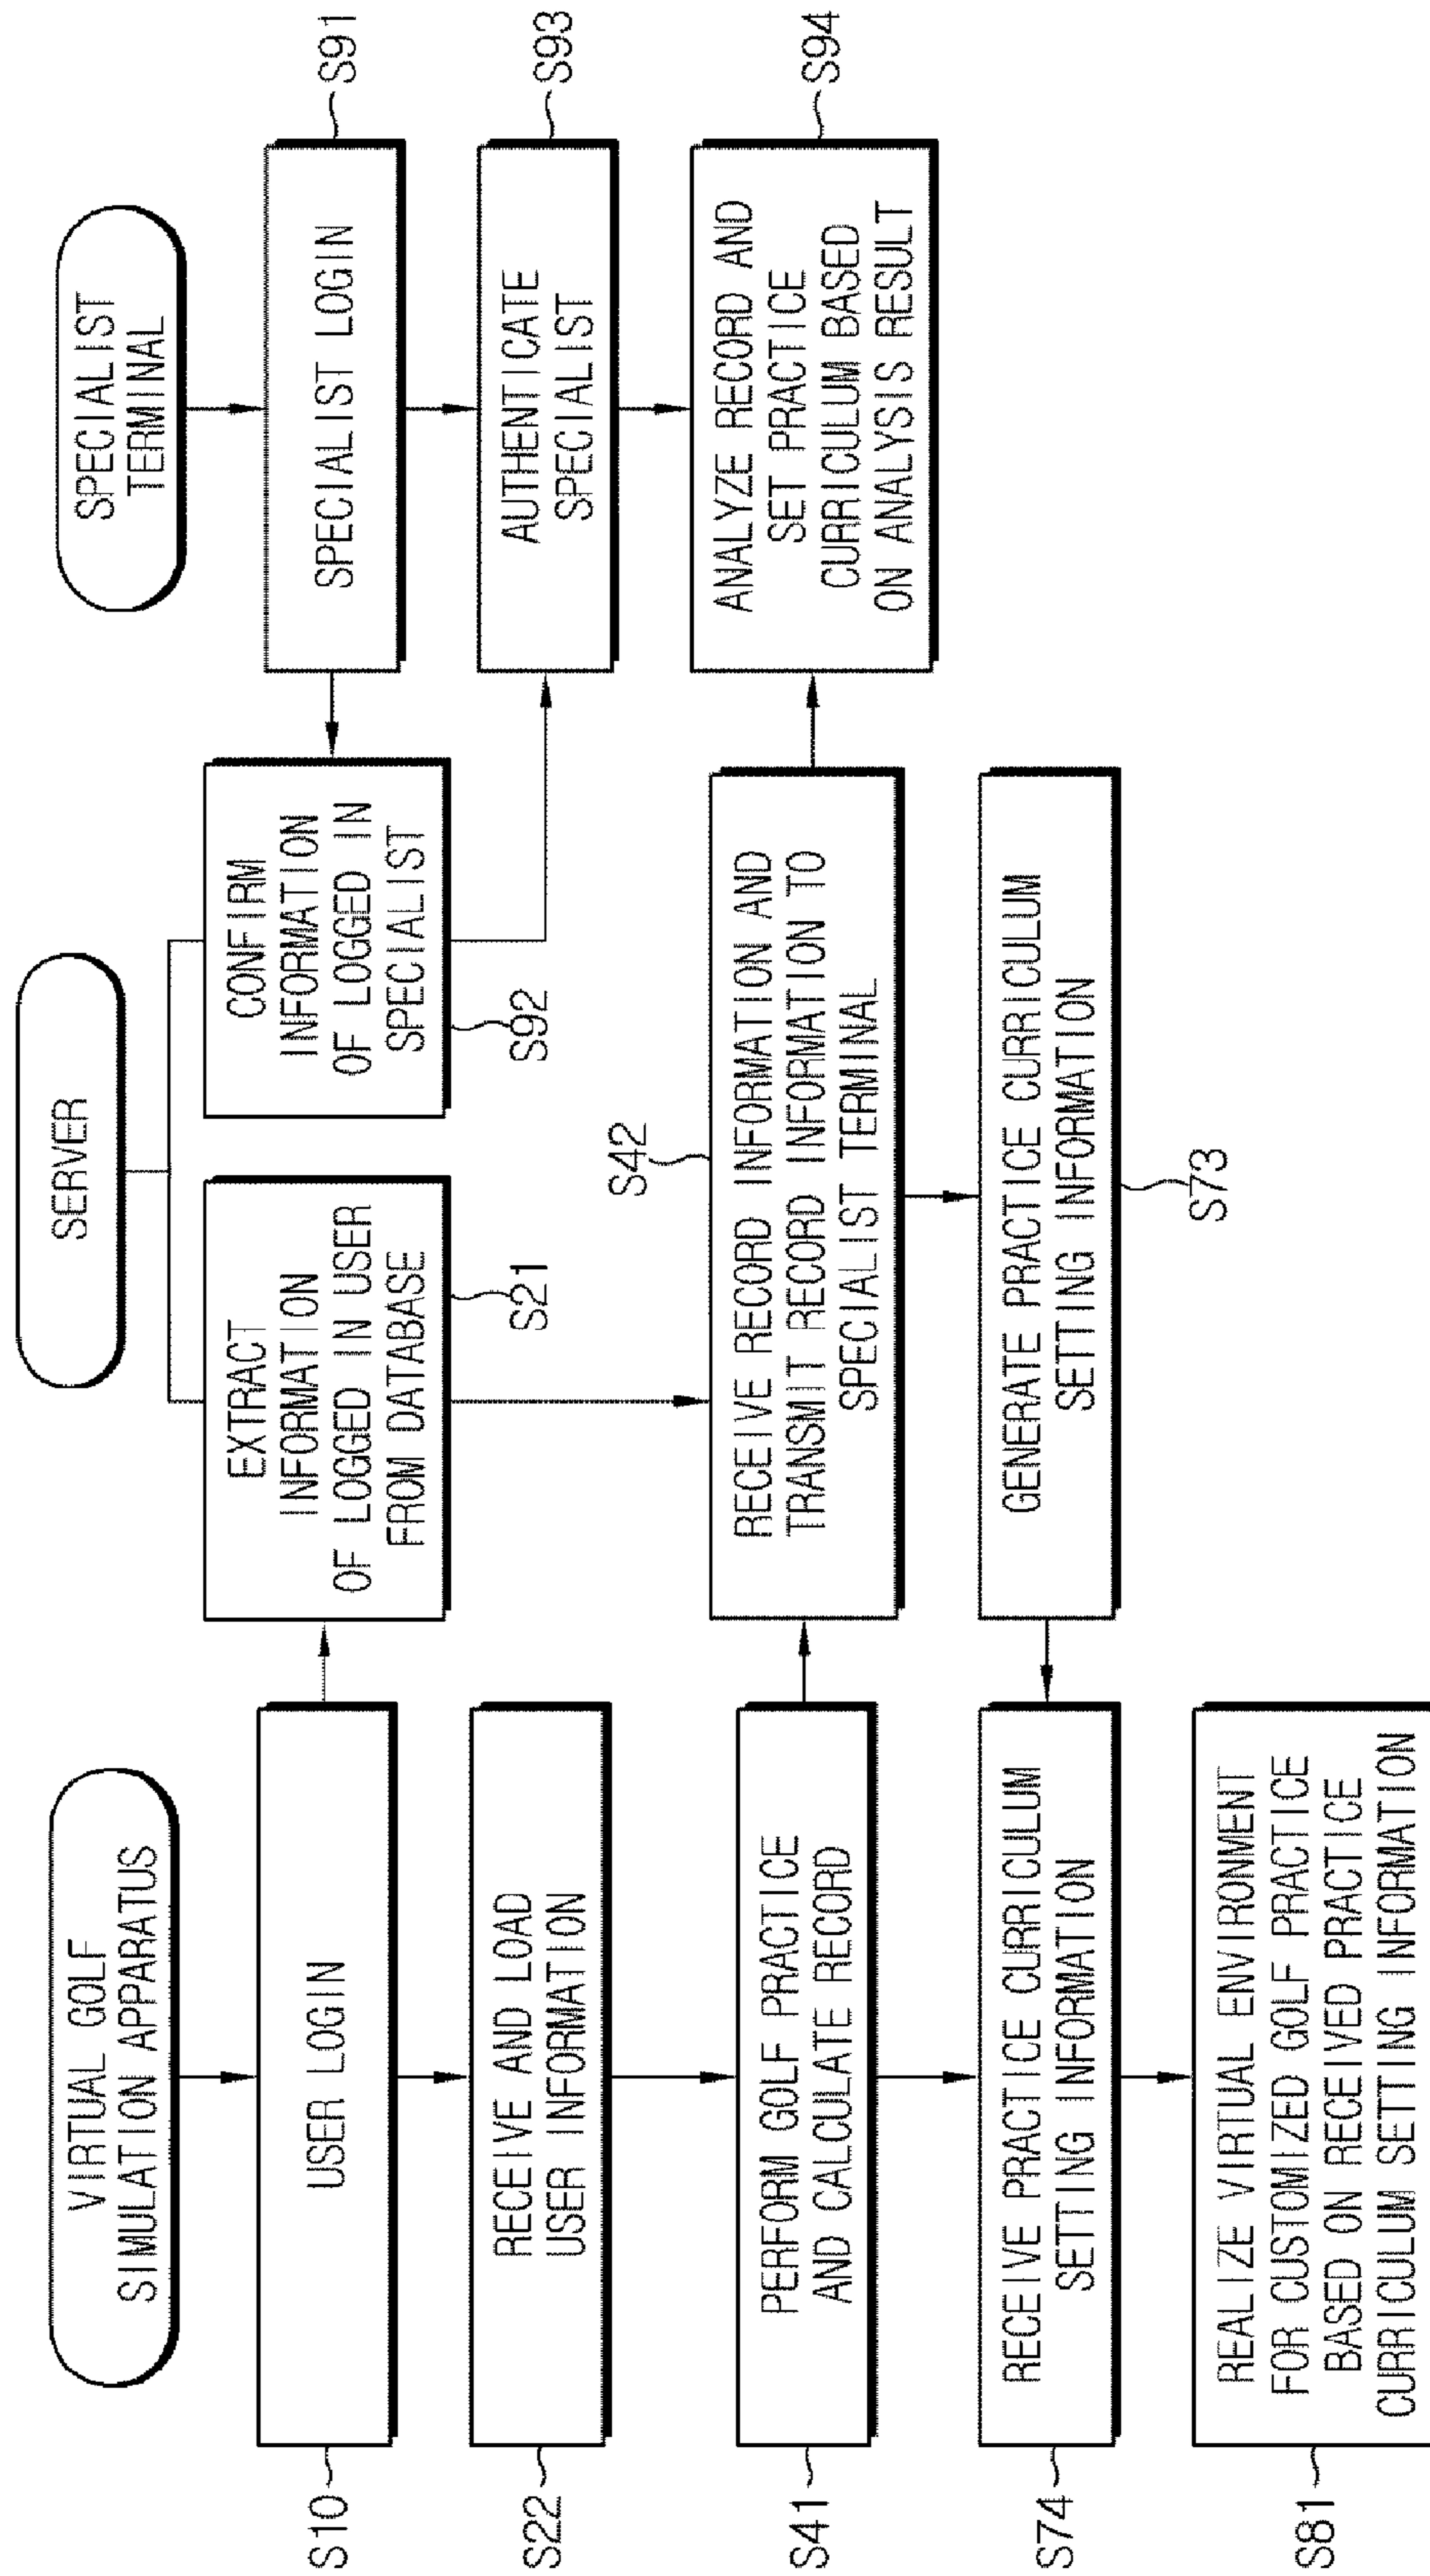 VIRTUAL GOLF
SIMULATION APPARATUS
SERVER
SPECIALIST
TERMINAL
S10
USER LOGIN
EXTRACT
INFORMATION
OF LOGGED IN USER
FROM DATABASE
S21
CONFIRM
INFORMATION
OF LOGGED IN
SPECIALIST
S92
SPECIALIST LOGIN
S91
S22
RECEIVE AND LOAD
USER INFORMATION
AUTHENTICATE
SPECIALIST
S93
S41
PERFORM GOLF PRACTICE
AND CALCULATE RECORD
S42
RECEIVE RECORD INFORMATION AND
TRANSMIT RECORD INFORMATION TO
SPECIALIST TERMINAL
ANALYZE RECORD AND
SET PRACTICE
CURRICULUM BASED
ON ANALYSIS RESULT
S94
S74
RECEIVE PRACTICE CURRICULUM
SETTING INFORMATION
GENERATE PRACTICE CURRICULUM
SETTING INFORMATION
S73
S81
REALIZE VIRTUAL ENVIRONMENT
FOR CUSTOMIZED GOLF PRACTICE
BASED ON RECEIVED PRACTICE
CURRICULUM SETTING INFORMATION